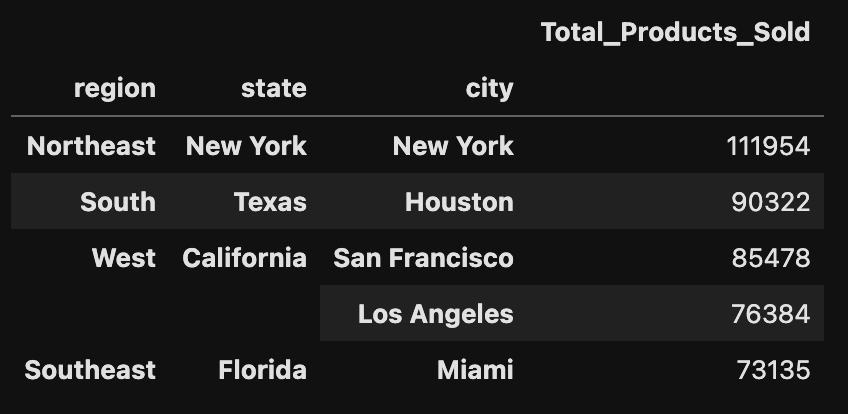 Total_Products_Sold
region state city
Northeast New York New York 111954
South Texas Houston 90322
West California San Francisco 85478
Los Angeles 76384
Southeast Florida Miami 73135